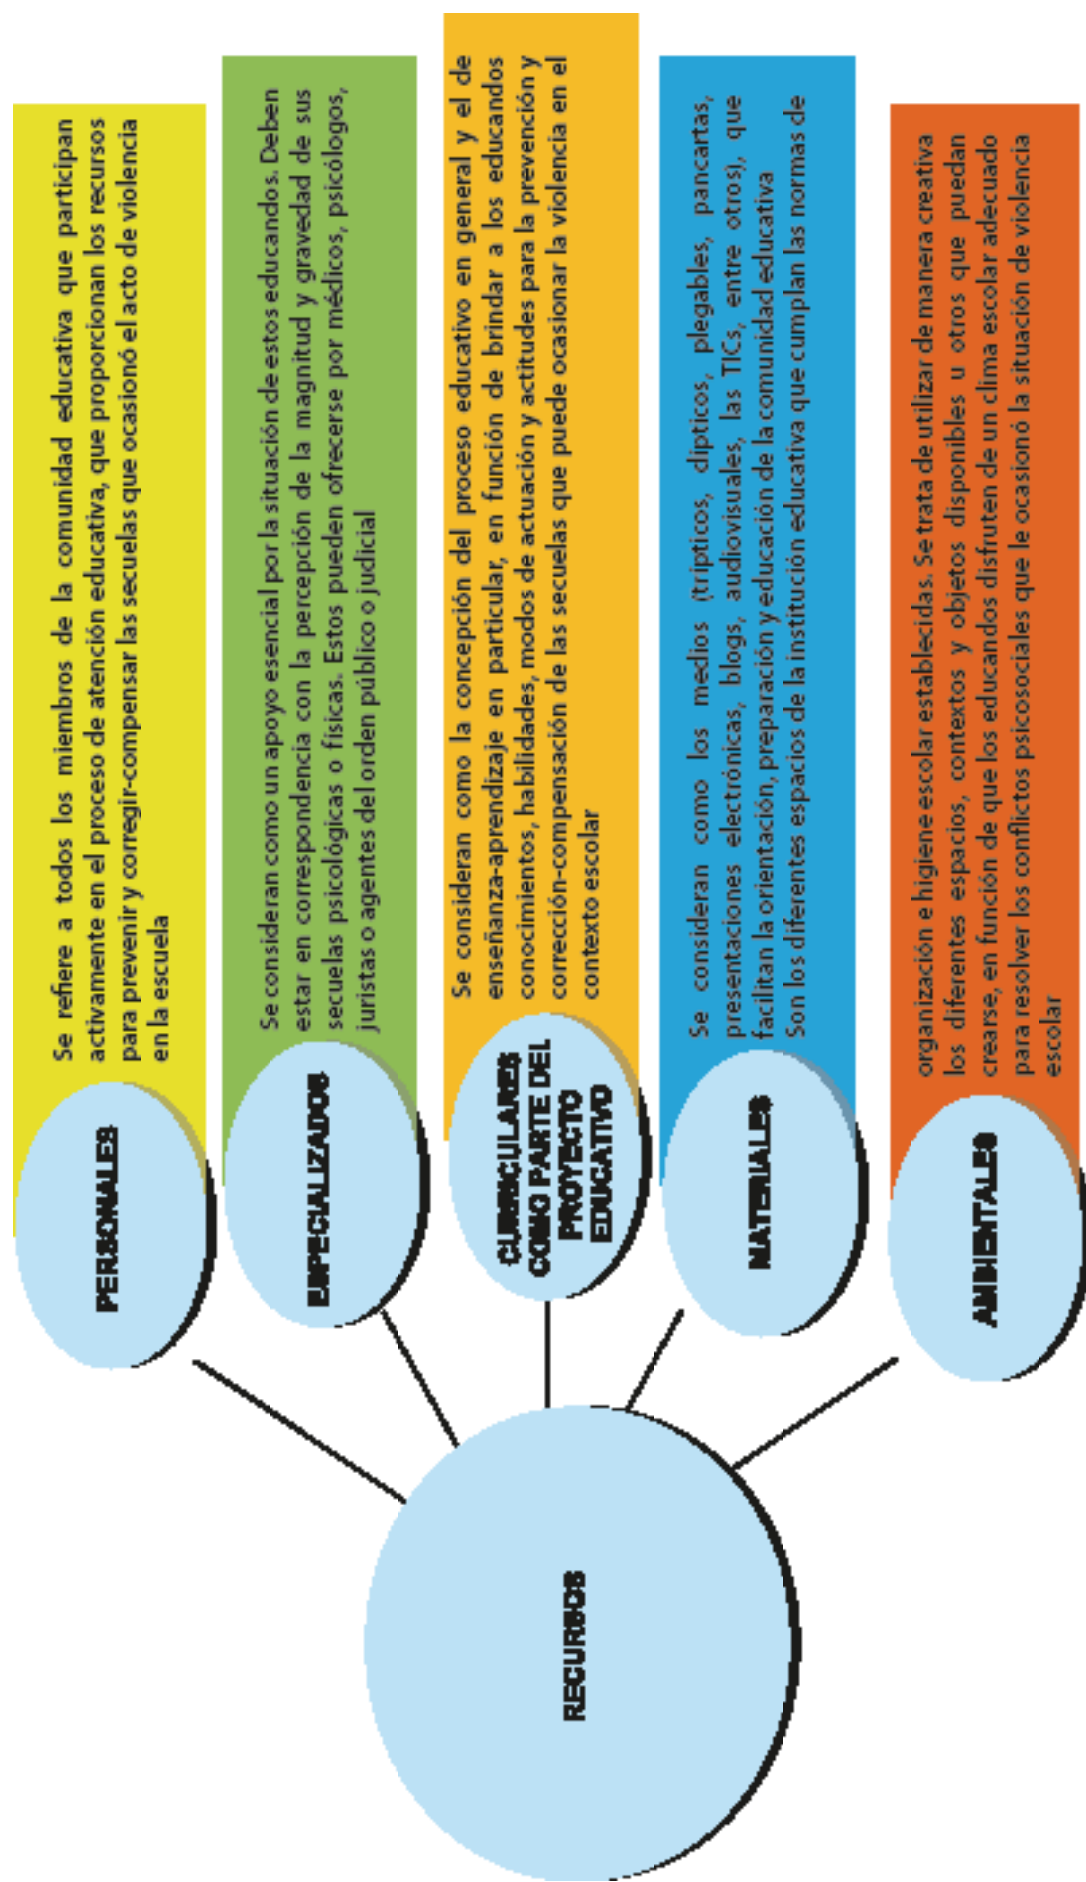 RECURSOS
PERSONALES
Se refiere a todos los miembros de la comunidad educativa que participan
activamente en el proceso de atención educativa, que proporcionan los recursos
para prevenir y corregir-compensar las secuelas que ocasionó el acto de violencia
en la escuela
ESPECIALIZADOS
Se consideran como un apoyo esencial por la situación de estos educandos. Deben
estar en correspondencia con la percepción de la magnitud y gravedad de sus
secuelas psicológicas o físicas. Estos pueden ofrecerse por médicos, psicólogos,
juristas o agentes del orden público o judicial
CURRICULARES
COMO PARTE DEL
PROYECTO
EDUCATIVO
Se consideran como la concepción del proceso educativo en general y el de
enseñanza-aprendizaje en particular, en función de brindar a los educandos
conocimientos, habilidades, modos de actuación y actitudes para la prevención y
corrección-compensación de las secuelas que puede ocasionar la violencia en el
contexto escolar
MATERIALES
Se consideran como los medios (trípticos, dípticos, plegables, pancartas,
presentaciones electrónicas, blogs, audiovisuales, las TICs, entre otros), que
facilitan la orientación, preparación y educación de la comunidad educativa
Son los diferentes espacios de la institución educativa que cumplan las normas de
AMBIENTALES
organización e higiene escolar establecidas. Se trata de utilizar de manera creativa
los diferentes espacios, contextos y objetos disponibles u otros que puedan
crearse, en función de que los educandos disfruten de un clima escolar adecuado
para resolver los conflictos psicosociales que le ocasionó la situación de violencia
escolar